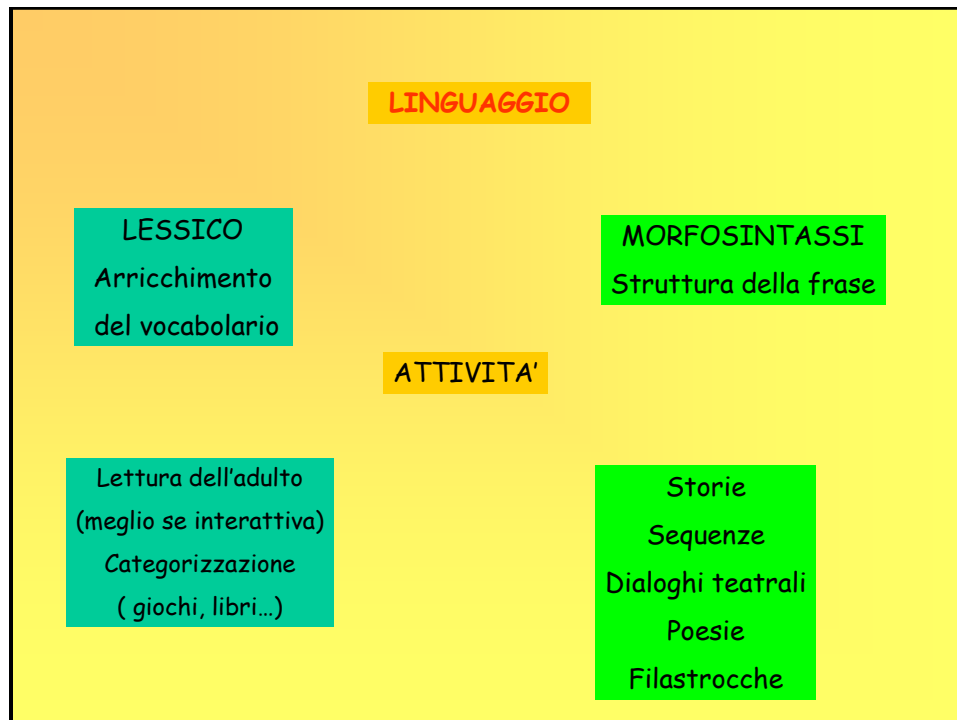 LINGUAGGIO
LESSICO
Arricchimento
del vocabolario
MORFOSINTASSI
Struttura della frase
ATTIVITA'
Lettura dell'adulto
(meglio se interattiva)
Categorizzazione
( giochi, libri…)
Storie
Sequenze
Dialoghi teatrali
Poesie
Filastrocche